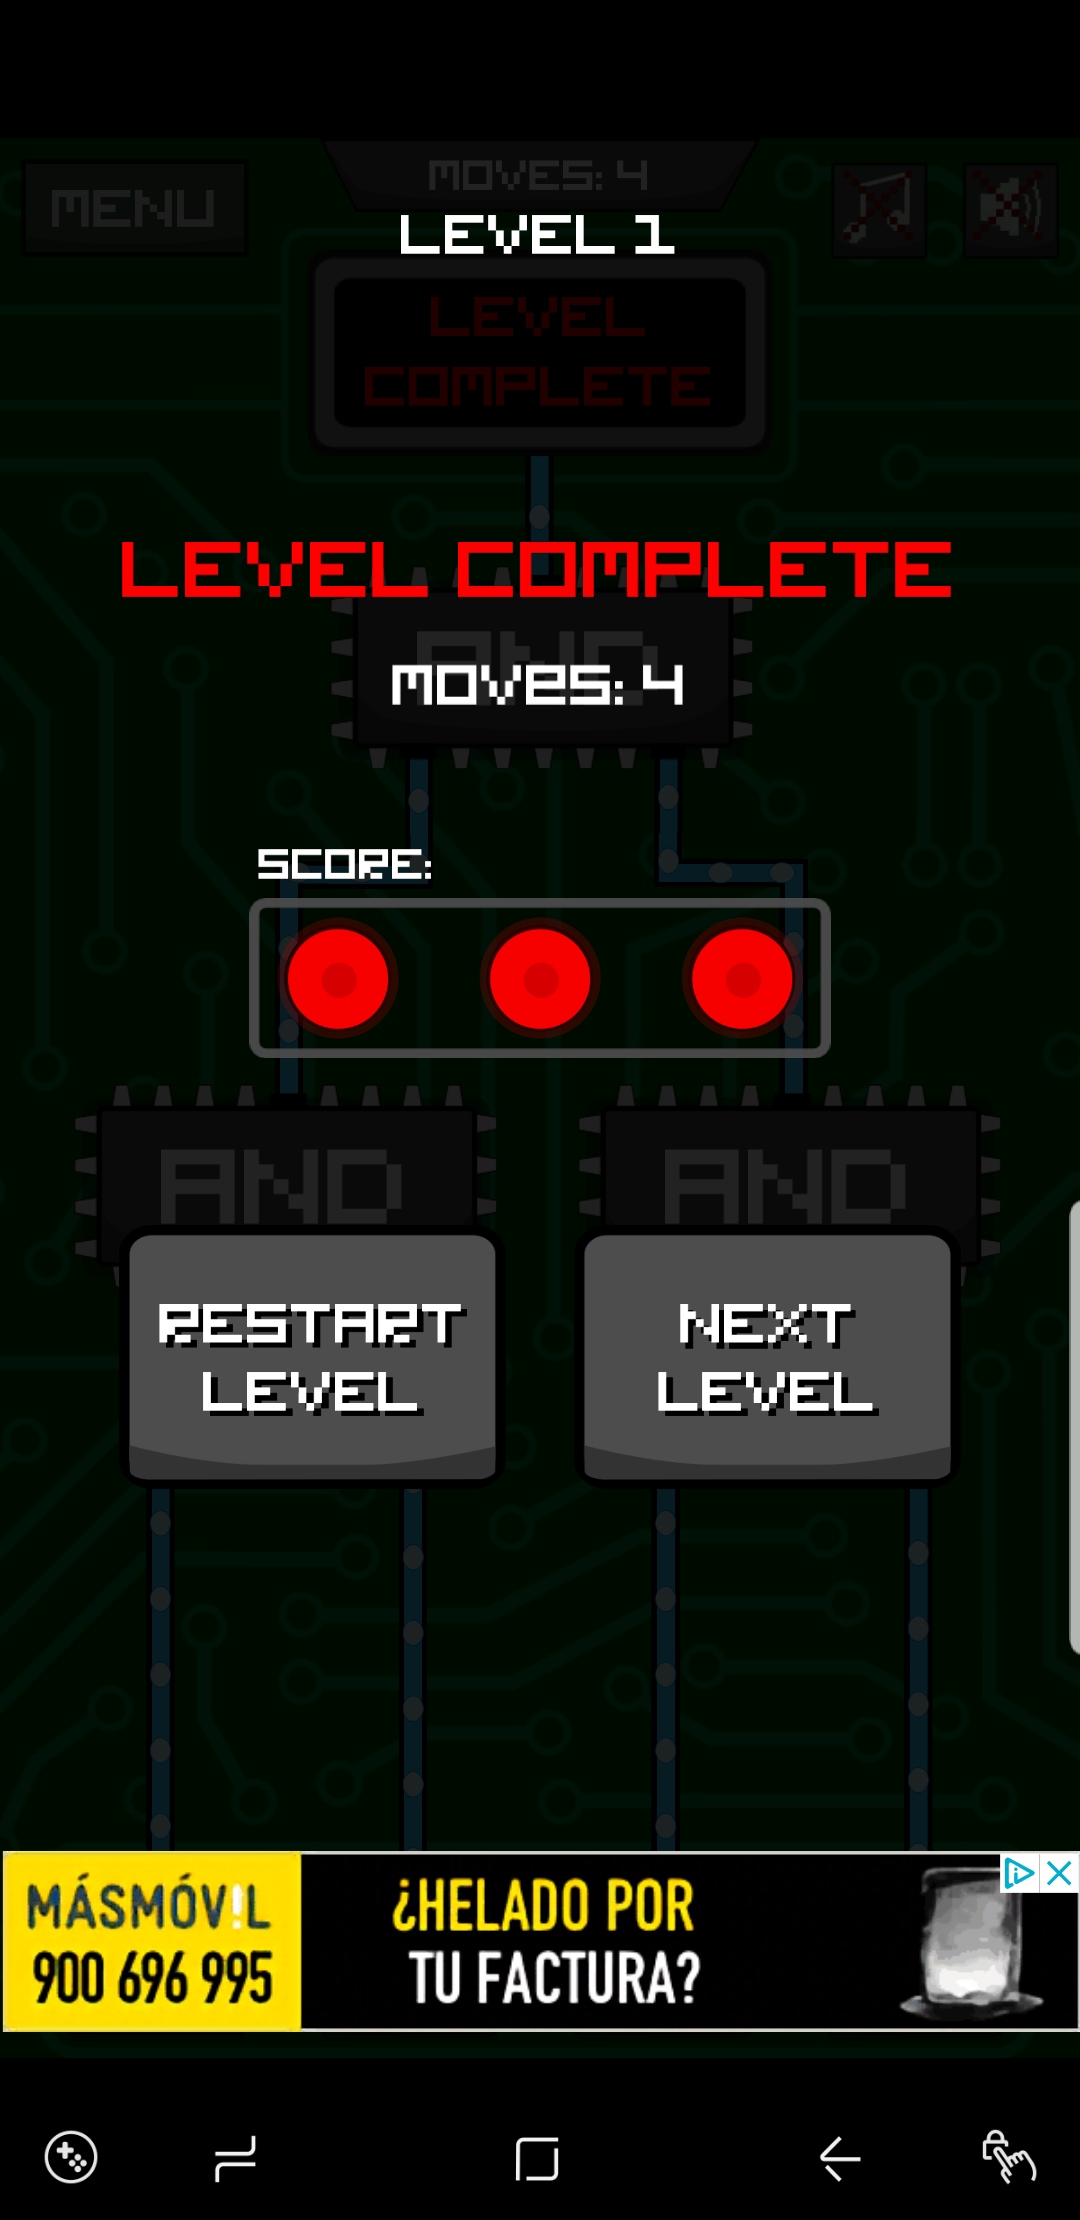 MENU
MOVES: 4
LEVEL 1
LEVEL
COMPLETE
LEVEL COMPLETE
AND
MOVES: 4
SCORE:
AND
AND
RESTART
LEVEL
NEXT
LEVEL
MÁSMÓV!L
900 696 995
¿HELADO POR
TU FACTURA?